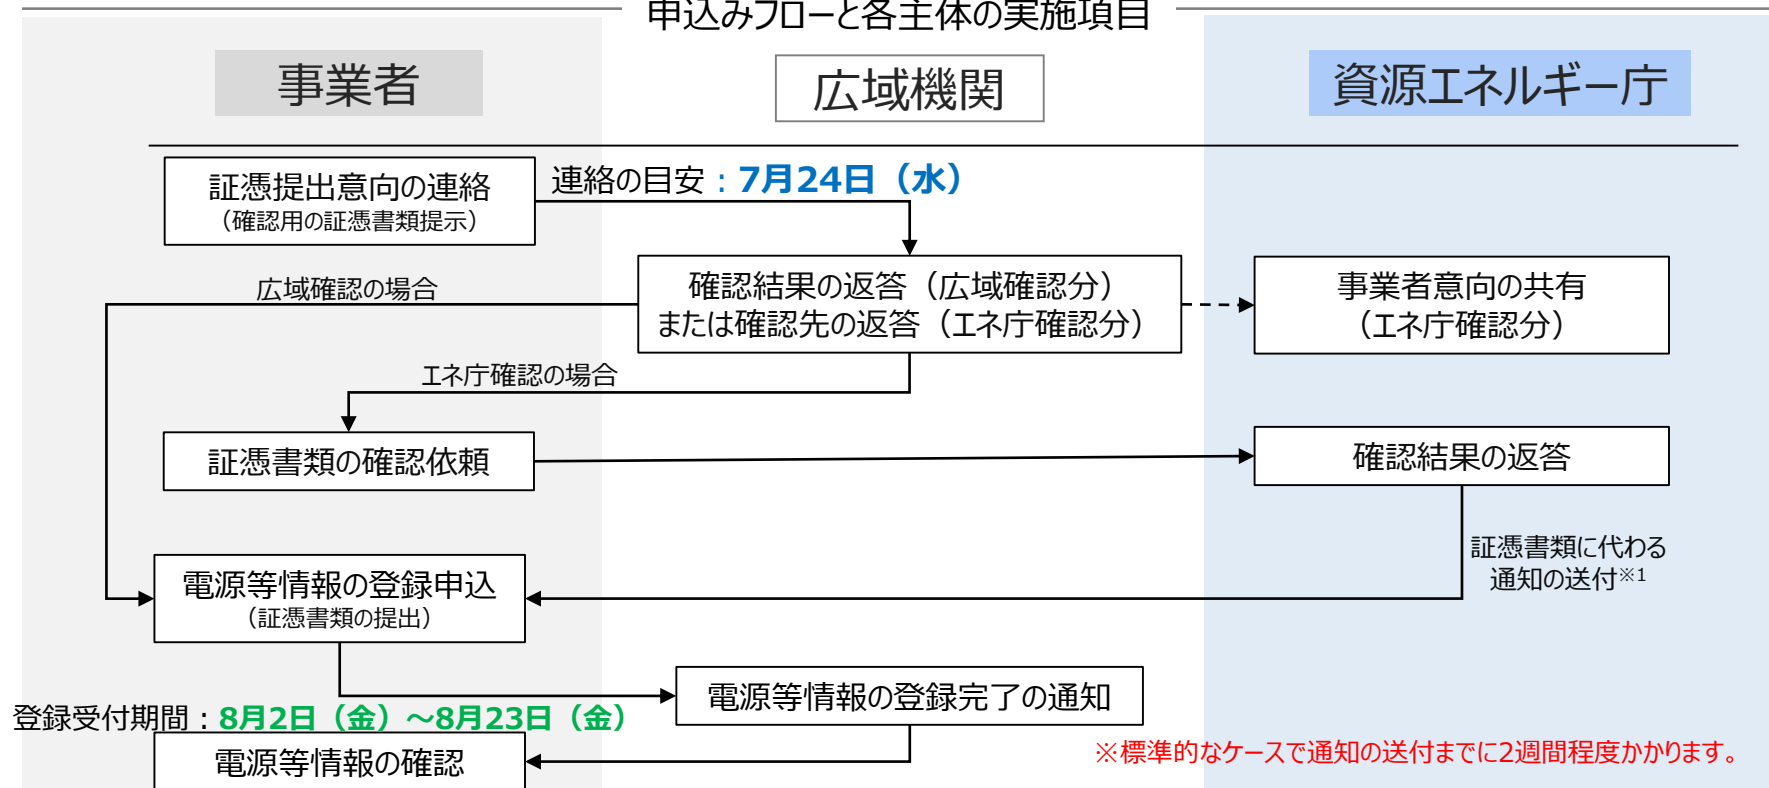 申込みフローと各主体の実施項目
事業者
広域機関
資源エネルギー庁
証憑提出意向の連絡
（確認用の証憑書類提示）
連絡の目安：7月24日（水）
確認結果の返答（広域確認分）
または確認先の返答（エネ庁確認分）
事業者意向の共有
（エネ庁確認分）
広域確認の場合
エネ庁確認の場合
証憑書類の確認依頼
確認結果の返答
証憑書類に代わる
通知の送付※1
電源等情報の登録申込
（証憑書類の提出）
電源等情報の登録完了の通知
登録受付期間：8月2日（金）～8月23日（金）
電源等情報の確認
※標準的なケースで通知の送付までに2週間程度かかります。